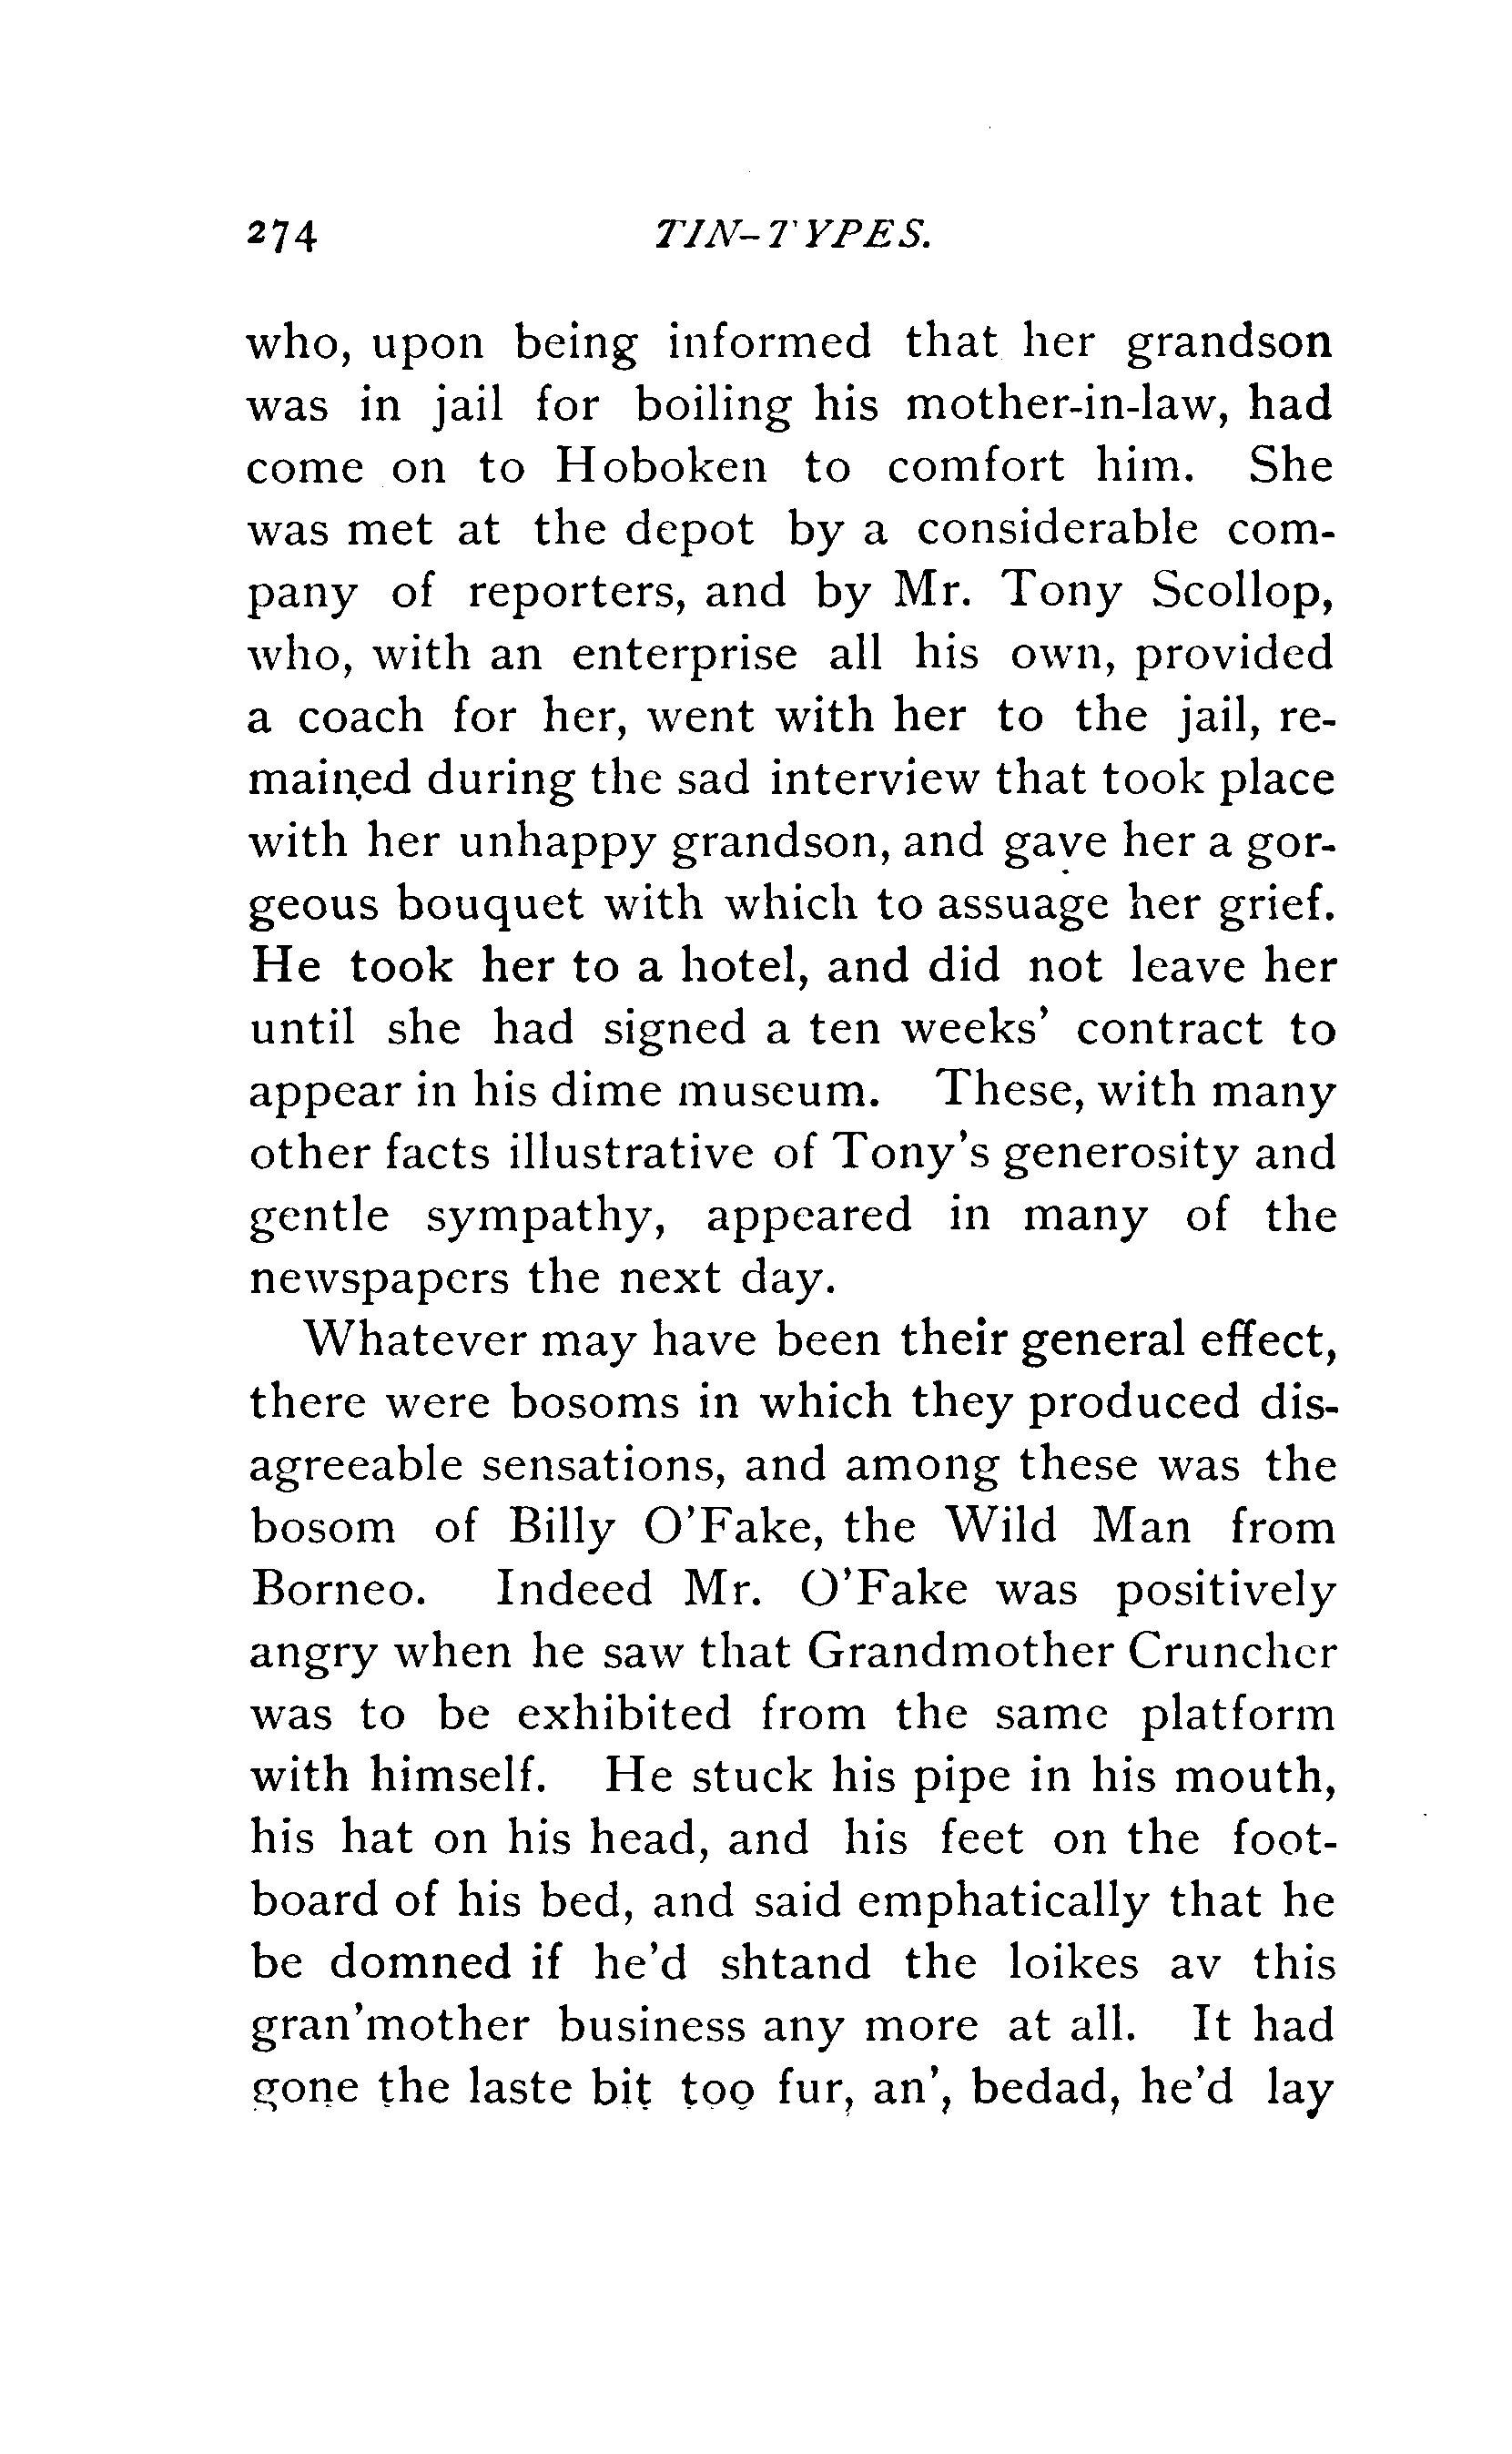 274 TIN-TYPES.
who, upon being informed that her grandson
was in jail for boiling his mother-in-law, had
come on to Hoboken to comfort him. She
was met at the depot by a considerable com-
pany of reporters, and by Mr. Tony Scollop,
who, with an enterprise all his own, provided
a coach for her, went with her to the jail, re-
mained during the sad interview that took place
with her unhappy grandson, and gave her a gor-
geous bouquet with which to assuage her grief.
He took her to a hotel, and did not leave her
until she had signed a ten weeks' contract to
appear in his dime museum. These, with many
other facts illustrative of Tony's generosity and
gentle sympathy, appeared in many of the
newspapers the next day.
Whatever may have been their general effect,
there were bosoms in which they produced dis-
agreeable sensations, and among these was the
bosom of Billy O'Fake, the Wild Man from
Borneo. Indeed Mr. O'Fake was positively
angry when he saw that Grandmother Cruncher
was to be exhibited from the same platform
with himself. He stuck his pipe in his mouth,
his hat on his head, and his feet on the foot-
board of his bed, and said emphatically that he
be domned if he'd shtand the loikes av this
gran'mother business any more at all. It had
gone the laste bit too fur, an', bedad, he'd lay